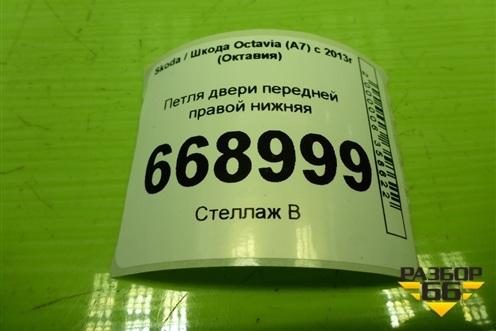 Skoda / Шкода Octavia (A7) с 2013г
(Октавия)
Петля двери передней
правой нижняя
668999
Стеллаж В
РАЗБОР
66